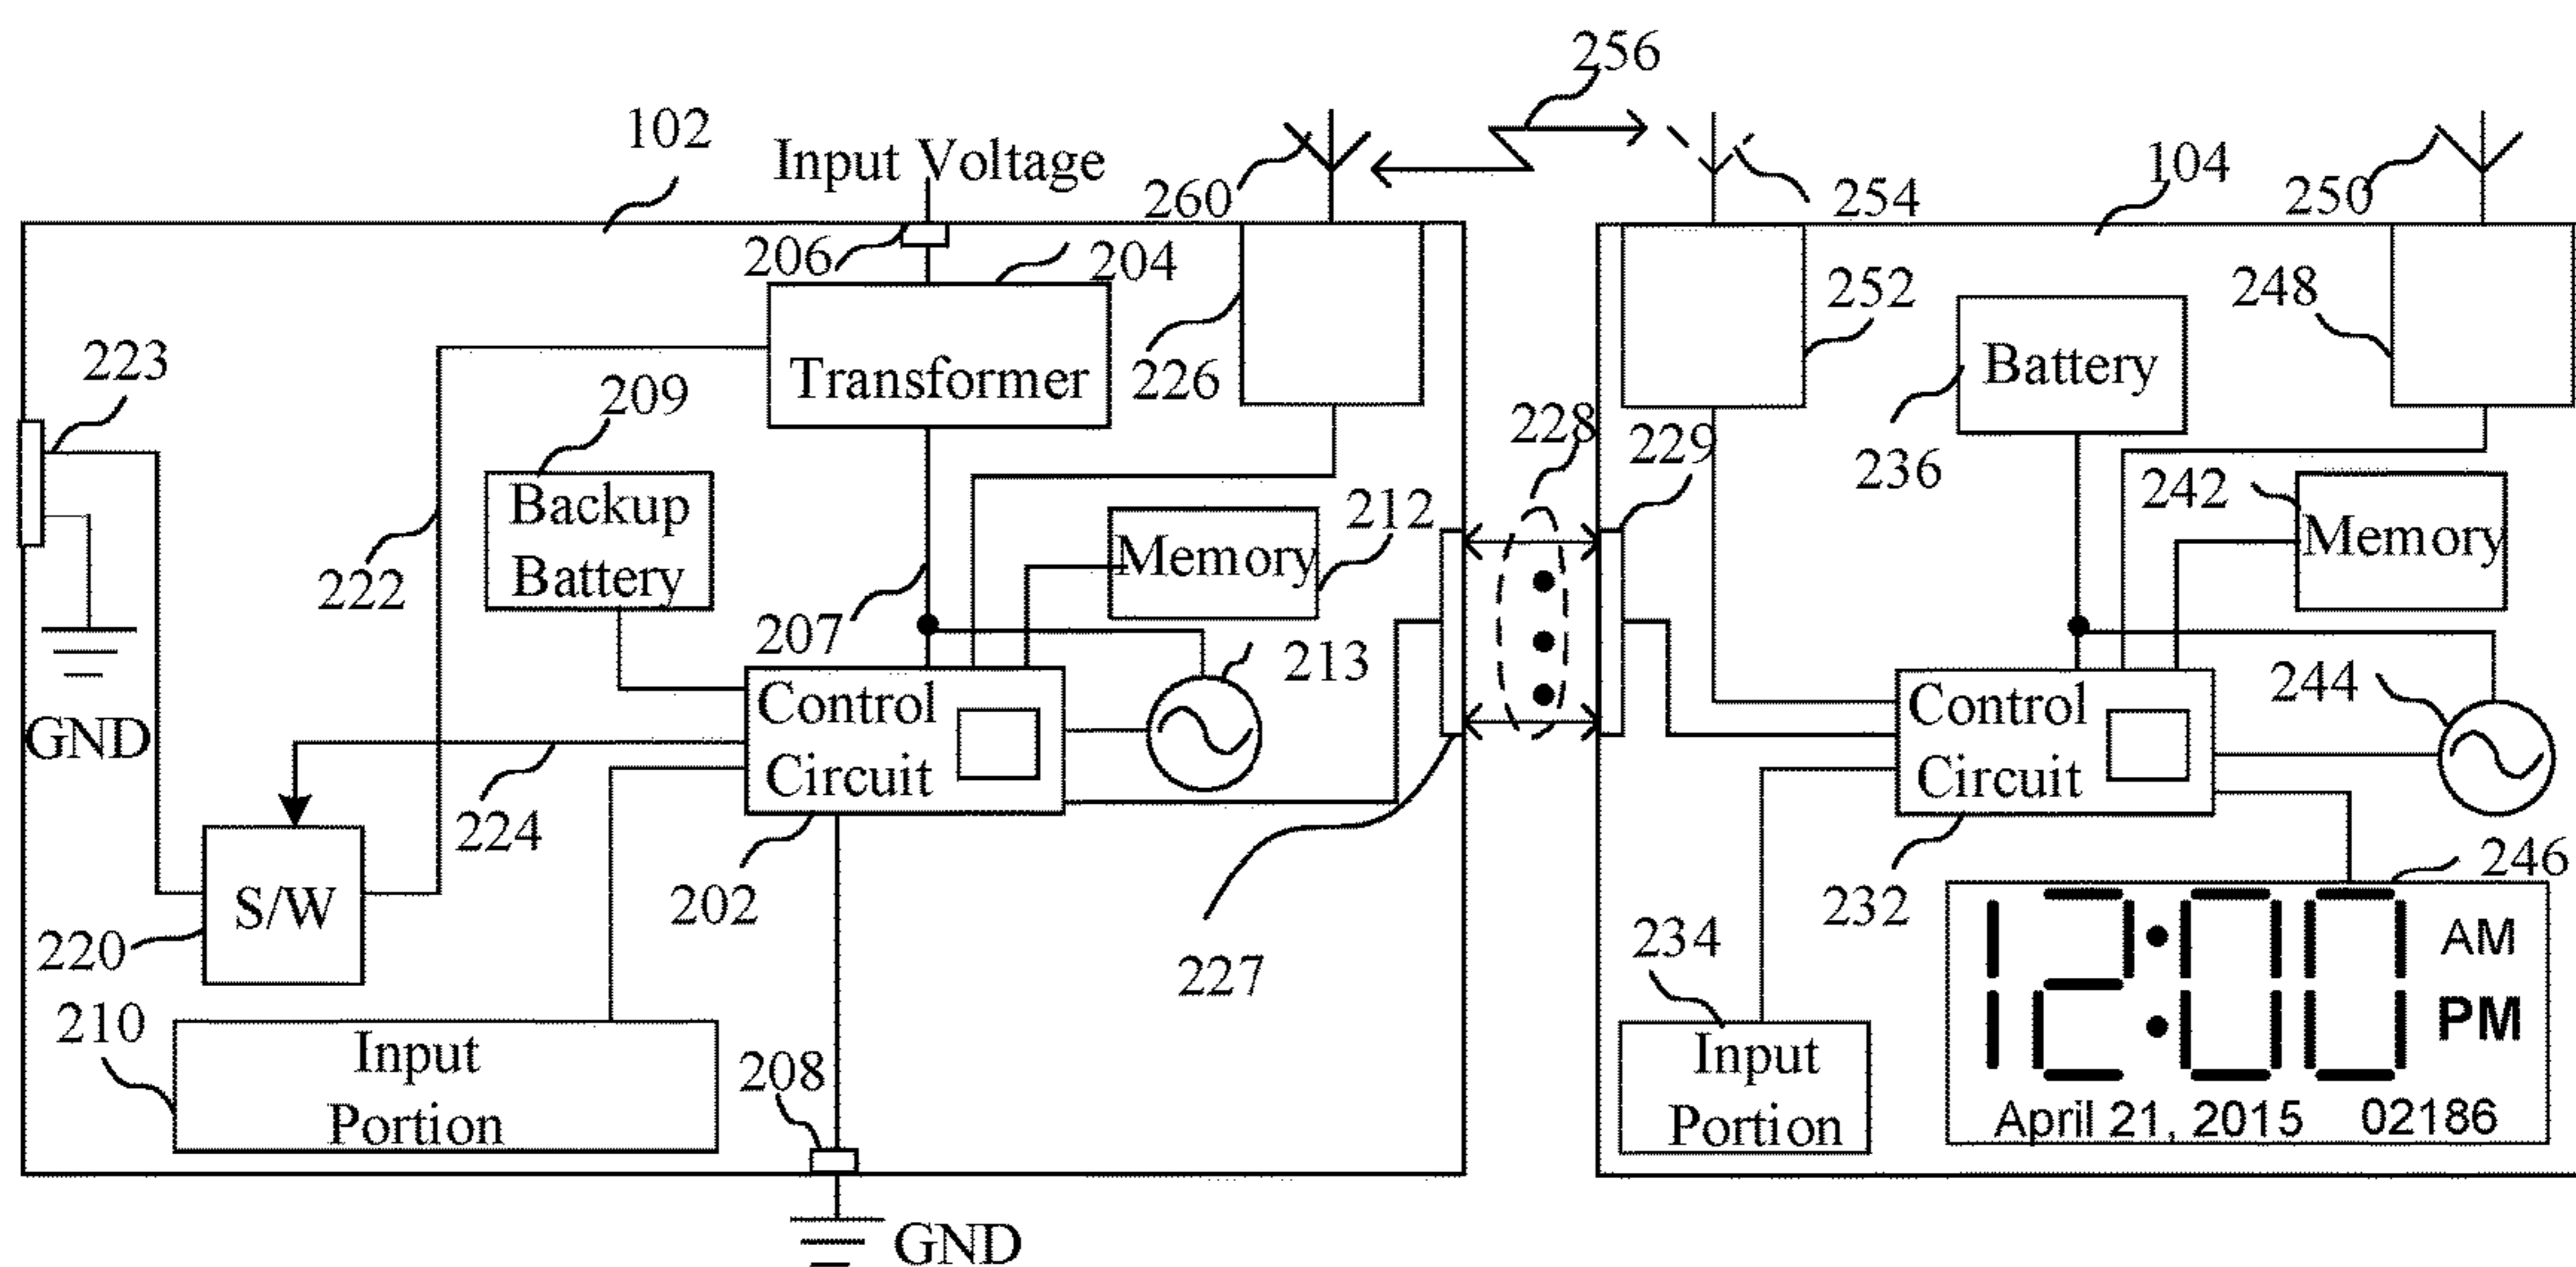 256
102
Input Voltage
260
254
104
250
206
204
226
252
248
223
Transformer
Battery
209
Backup
Battery
222
207
228
229
236
242
212
Memory
Memory
213
244
GND
Control
Circuit
Control
Circuit
224
202
S/W
220
227
232
246
234
12:00
AM
PM
April 21, 2015
02186
210
Input
Portion
208
Input
Portion
GND